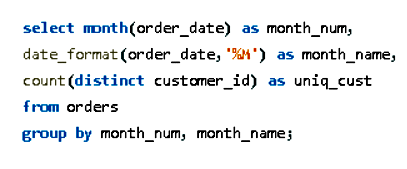 select month(order_date) as month_num,
date_format(order_date,'%M') as month_name,
count(distinct customer_id) as uniq_cust
from orders
group by month_num, month_name;